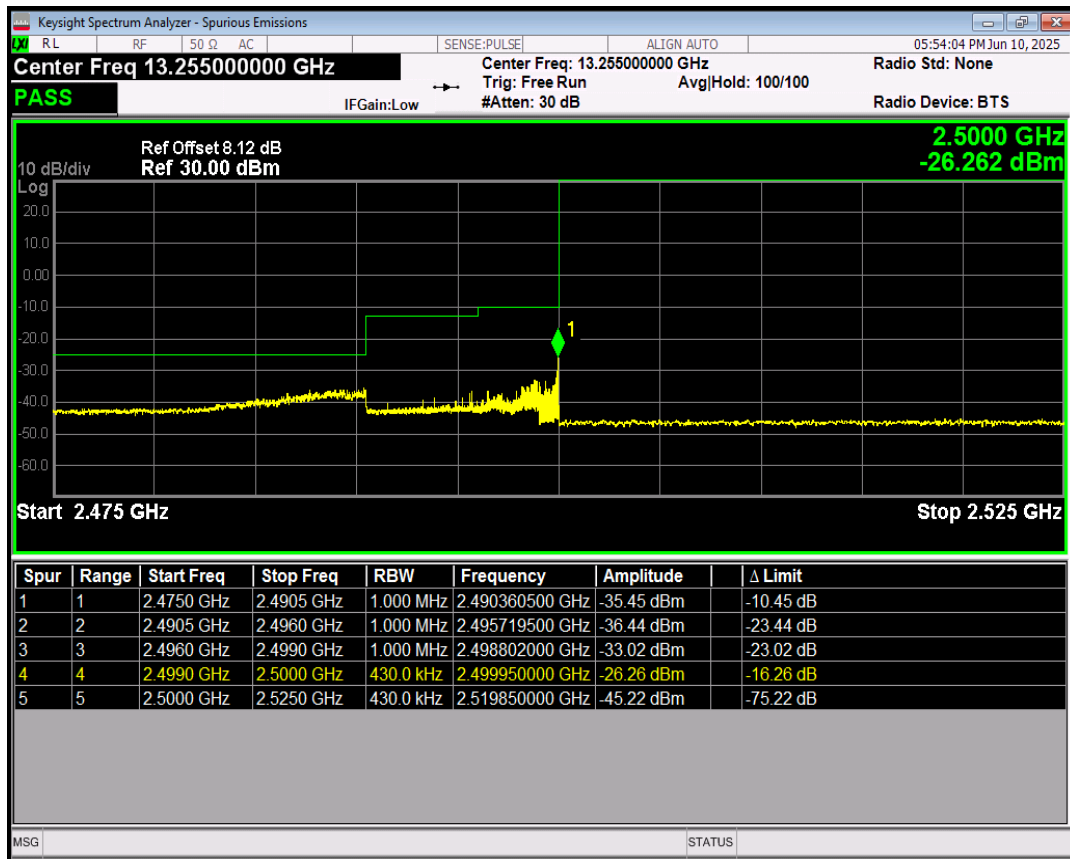 Keysight Spectrum Analyzer - Spurious Emissions
LXI RL RF 50 Ω AC SENSE:PULSE ALIGN AUTO 05:54:04 PM Jun 10, 2025
Center Freq 13.255000000 GHz Center Freq: 13.255000000 GHz Radio Std: None
Trig: Free Run Avg|Hold: 100/100
PASS IFGain:Low #Atten: 30 dB Radio Device: BTS
2.5000 GHz
Ref Offset 8.12 dB
10 dB/div Ref 30.00 dBm -26.262 dBm
Log
20.0
10.0
0.00
-10.0
1
-20.0
-30.0
-40.0
-50.0
-60.0
Start 2.475 GHz Stop 2.525 GHz
Spur Range Start Freq Stop Freq RBW Frequency Amplitude Δ Limit
1 1 2.4750 GHz 2.4905 GHz 1.000 MHz 2.490360500 GHz -35.45 dBm -10.45 dB
2 2 2.4905 GHz 2.4960 GHz 1.000 MHz 2.495719500 GHz -36.44 dBm -23.44 dB
3 3 2.4960 GHz 2.4990 GHz 1.000 MHz 2.498802000 GHz -33.02 dBm -23.02 dB
4 4 2.4990 GHz 2.5000 GHz 430.0 kHz 2.499950000 GHz -26.26 dBm -16.26 dB
5 5 2.5000 GHz 2.5250 GHz 430.0 kHz 2.519850000 GHz -45.22 dBm -75.22 dB
MSG STATUS